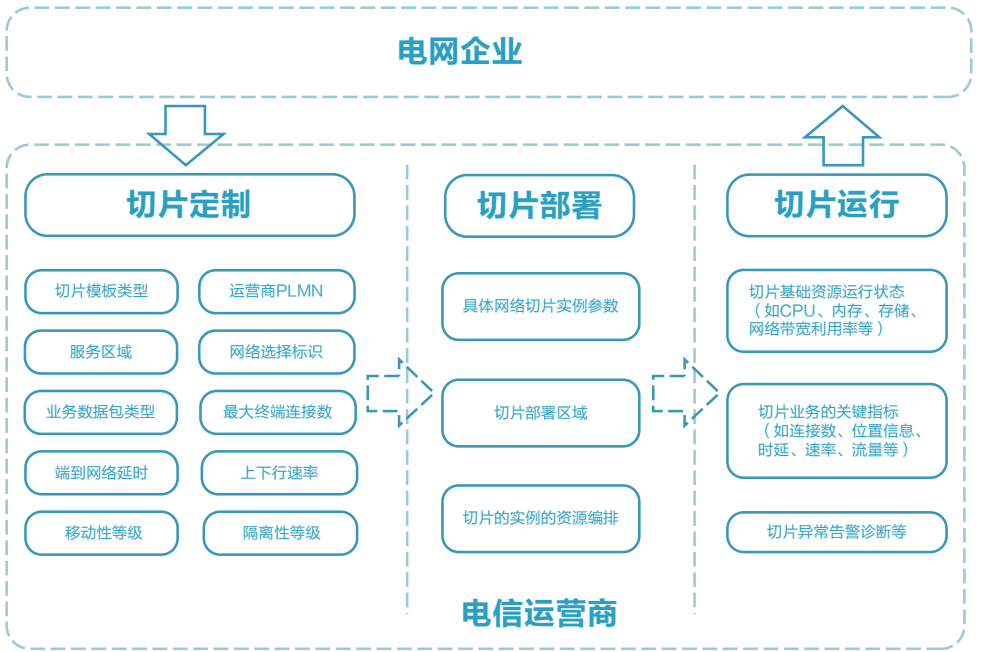 电网企业
切片定制
切片模板类型
运营商PLMN
服务区域
网络选择标识
业务数据包类型
最大终端连接数
端到网络延时
上下行速率
移动性等级
隔离性等级
切片部署
具体网络切片实例参数
切片部署区域
切片的实例的资源编排
切片运行
切片基础资源运行状态
（如CPU、内存、存储、
网络带宽利用率等）
切片业务的关键指标
（如连接数、位置信息、
时延、速率、流量等）
切片异常告警诊断等
电信运营商